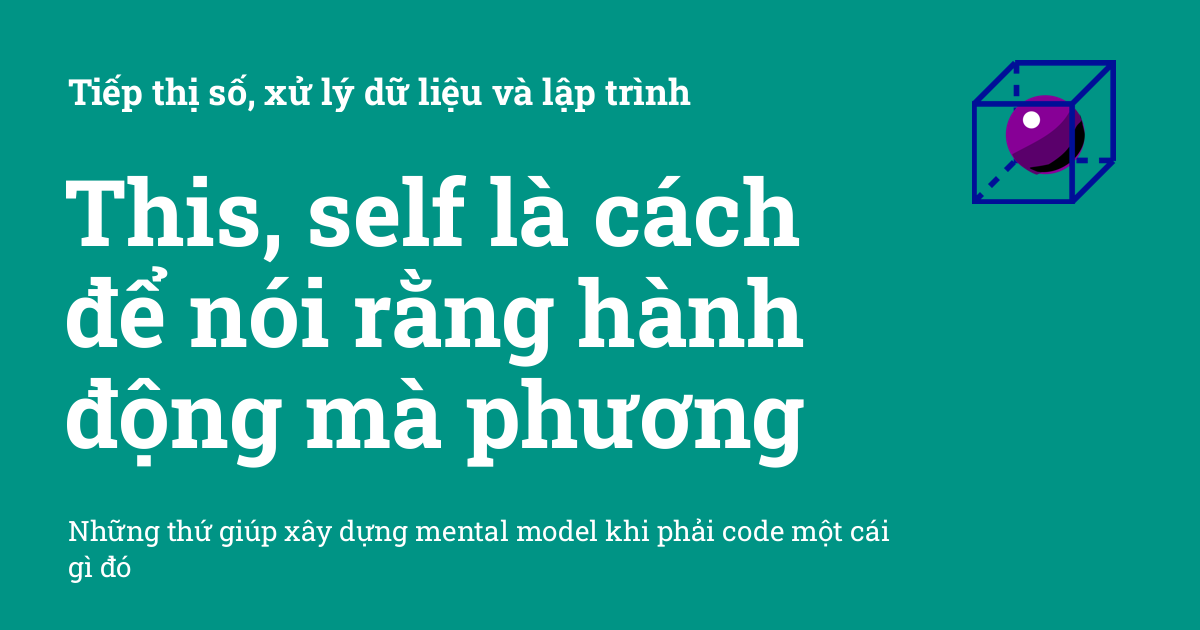 Tiếp thị số, xử lý dữ liệu và lập trình
This, self là cách
để nói rằng hành
động mà phương
Những thứ giúp xây dựng mental model khi phải code một cái
gì đó